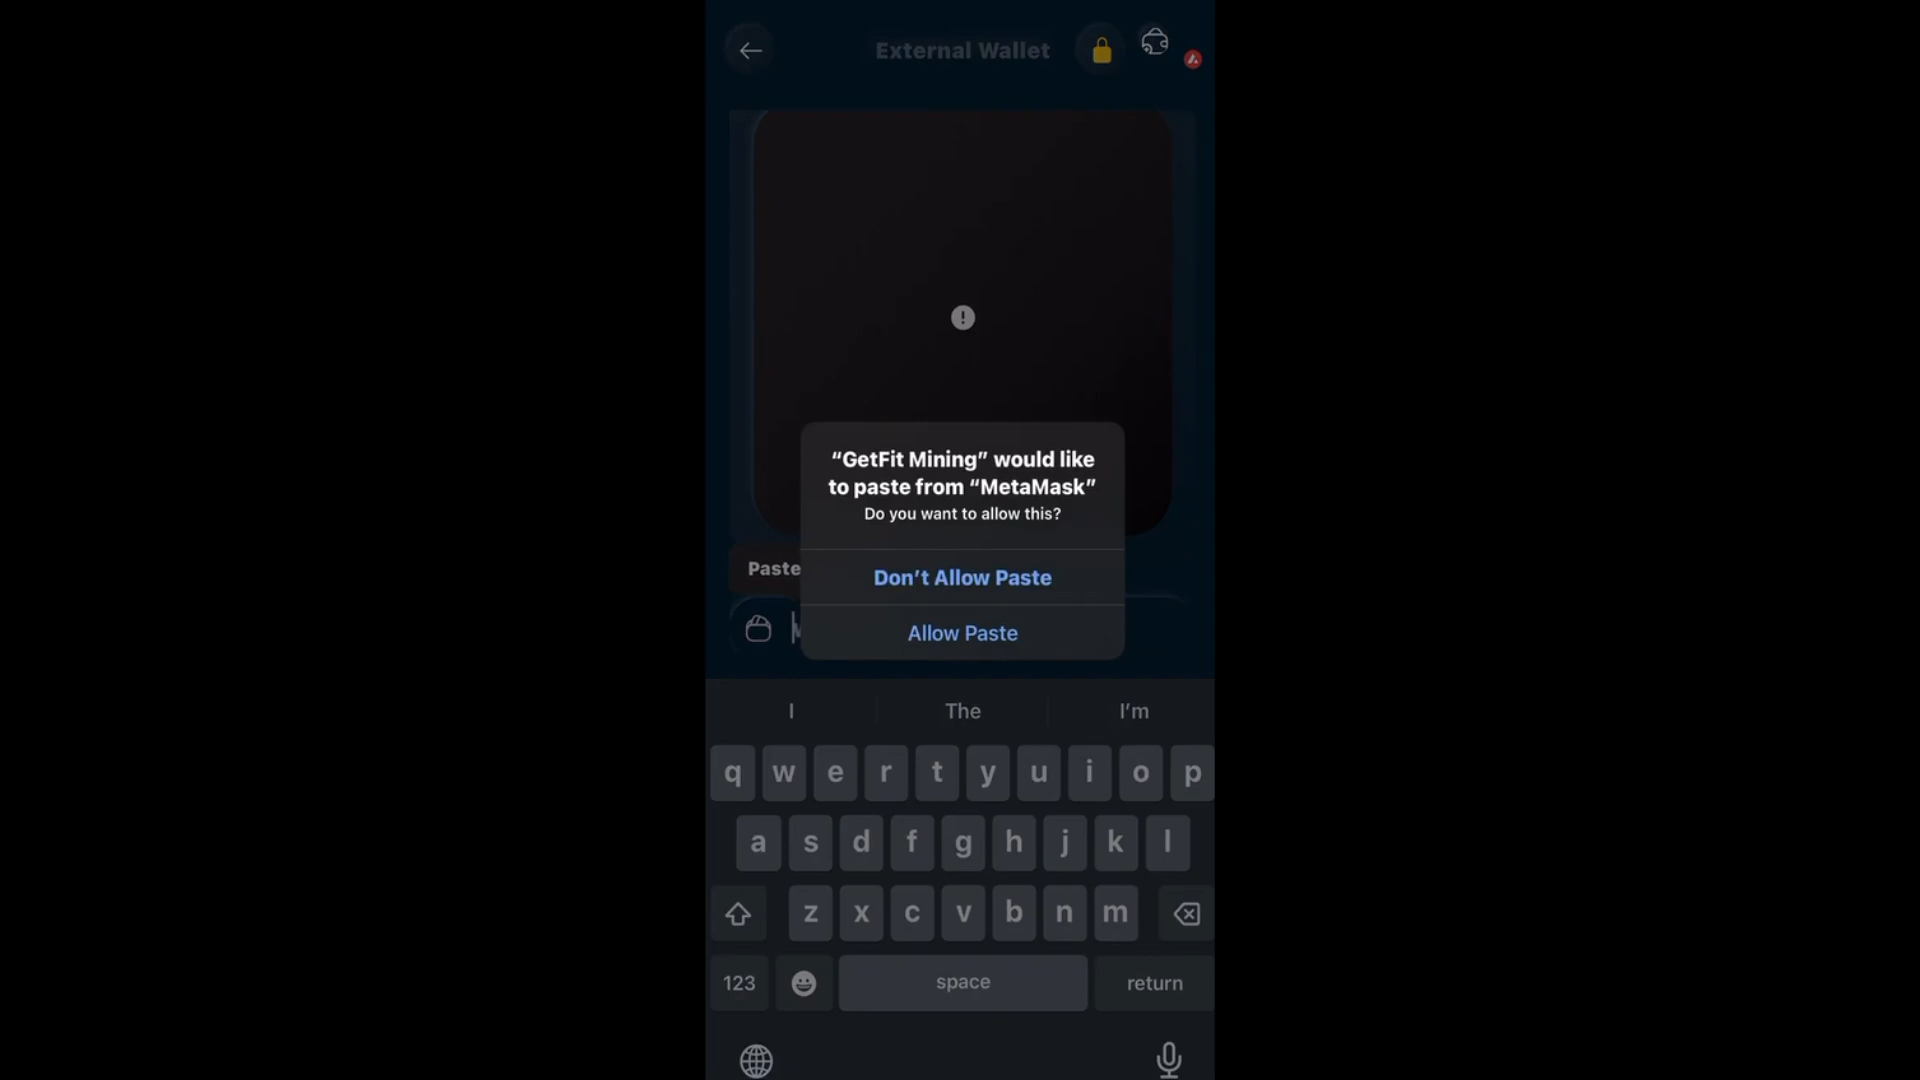 External Wallet
“GetFit Mining” would like
to paste from “MetaMask”
Do you want to allow this?
Don’t Allow Paste
Paste
Allow Paste
I The I’m
q w e r t y u i o p
a s d f g h j k l
z x c v b n m
123 space return